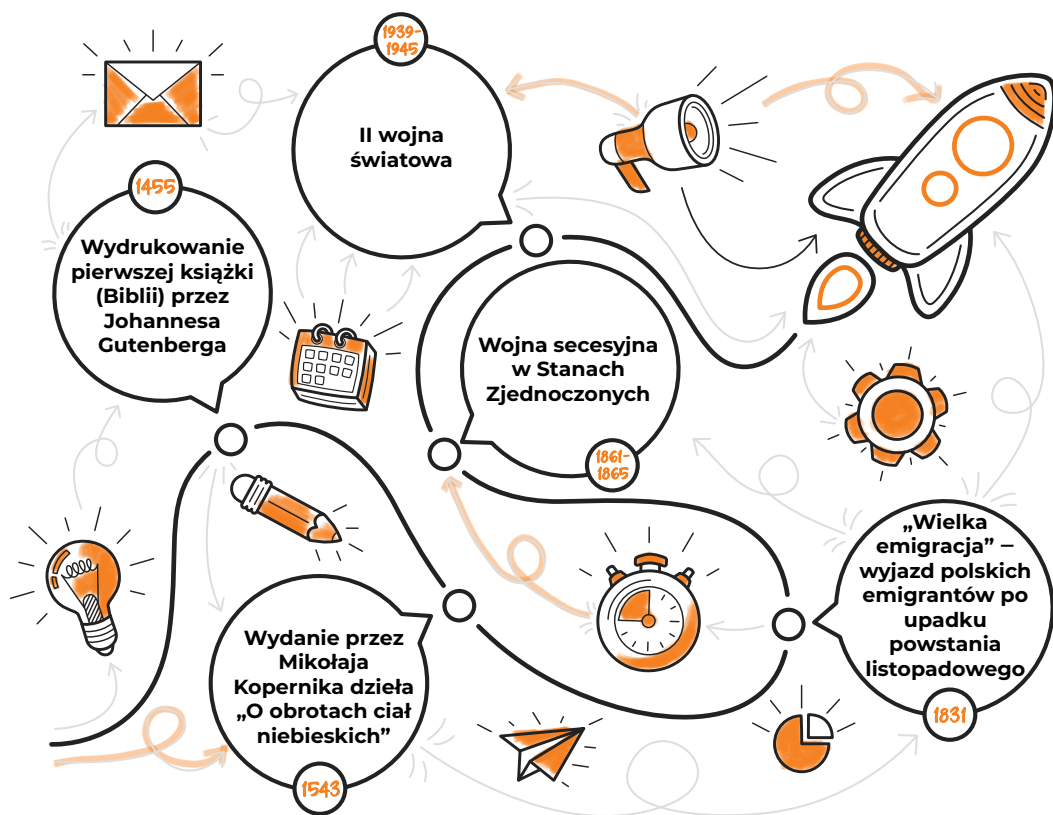 1939-
1945
II wojna
światowa
1455
Wydrukowanie
pierwszej książki
(Biblii) przez
Johannesa
Gutenberga
Wojna secesyjna
w Stanach
Zjednoczonych
1861-
1865
„Wielka
emigracja” –
wyjazd polskich
emigrantów po
upadku
powstania
listopadowego
1831
Wydanie przez
Mikołaja
Kopernika dzieła
„O obrotach ciał
niebieskich”
1543